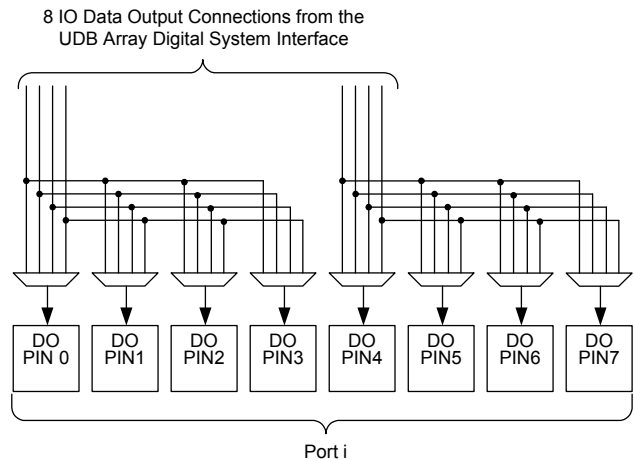 8 IO Data Output Connections from the
UDB Array Digital System Interface
DO
PIN 0
DO
PIN1
DO
PIN2
DO
PIN3
DO
PIN4
DO
PIN5
DO
PIN6
DO
PIN7
Port i